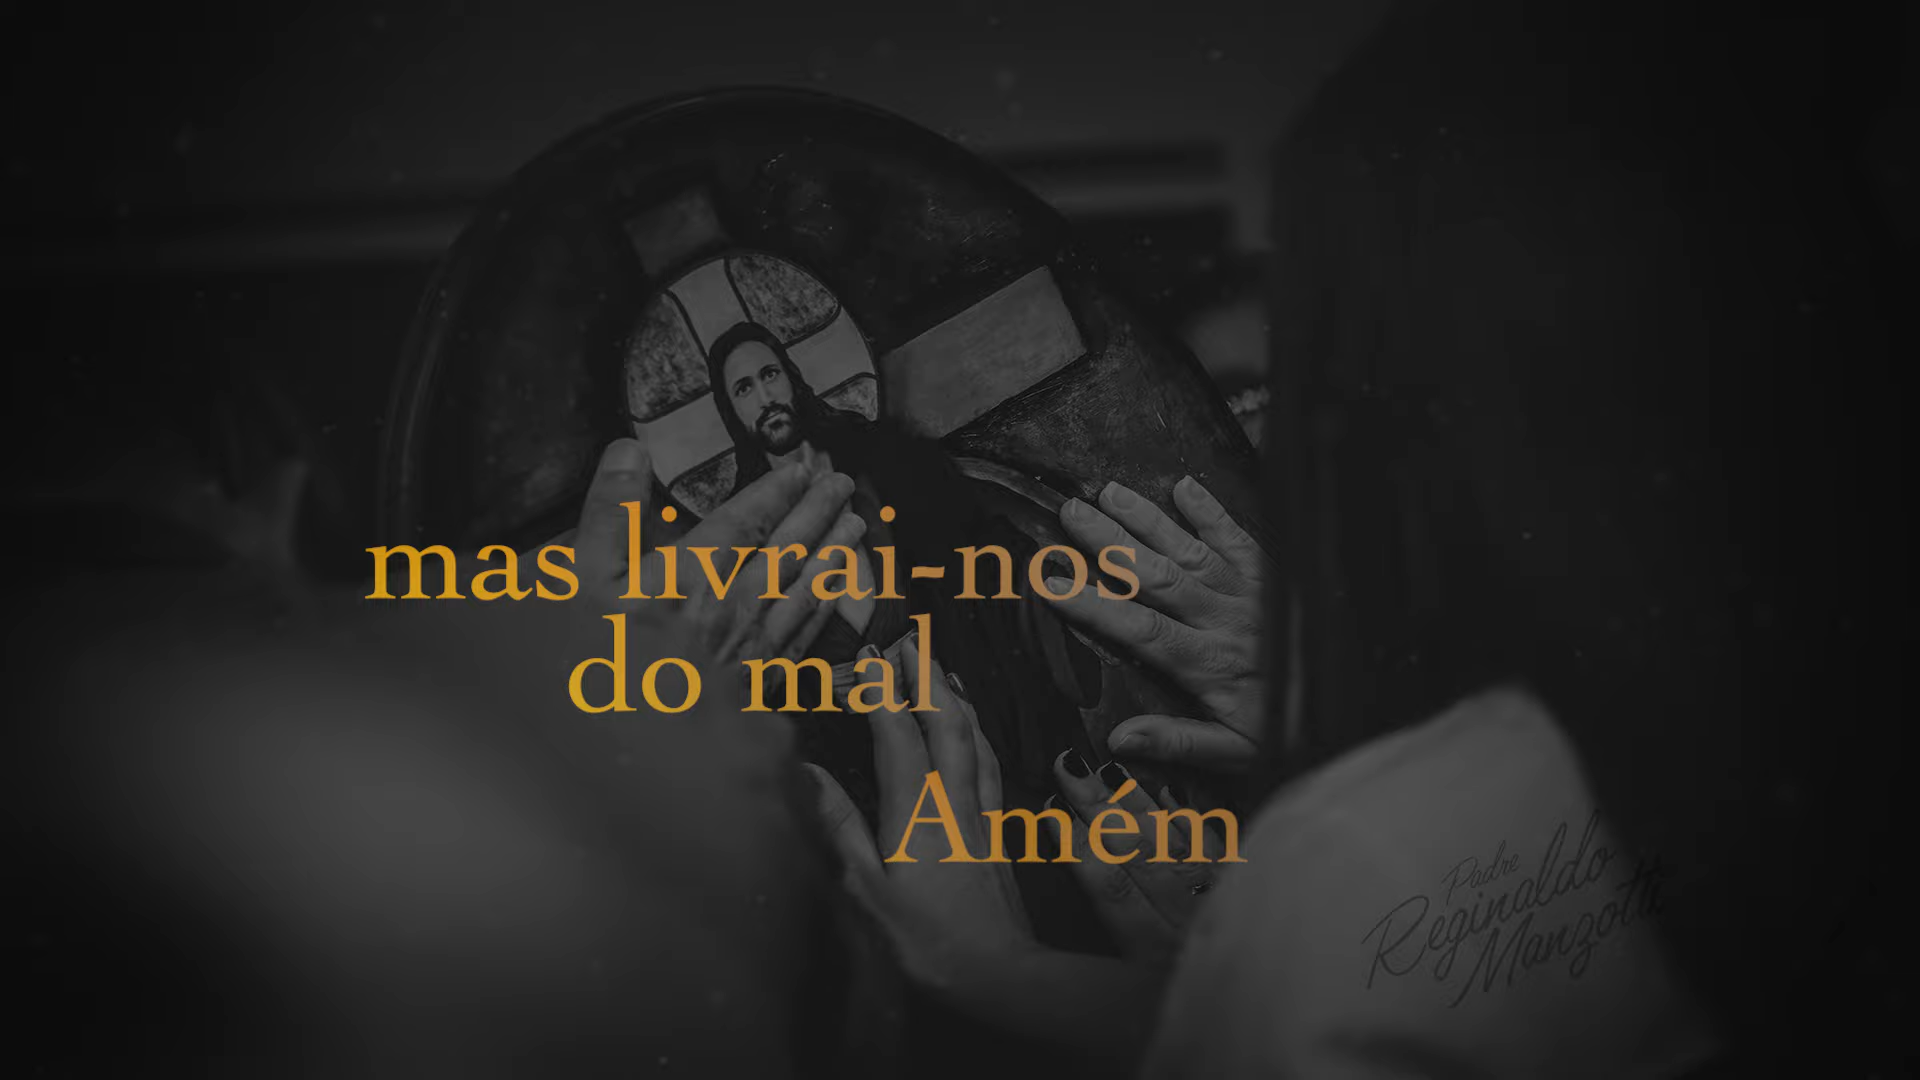 mas livrai-nos
do mal
Amém
Padre
Reginaldo
Manzotti